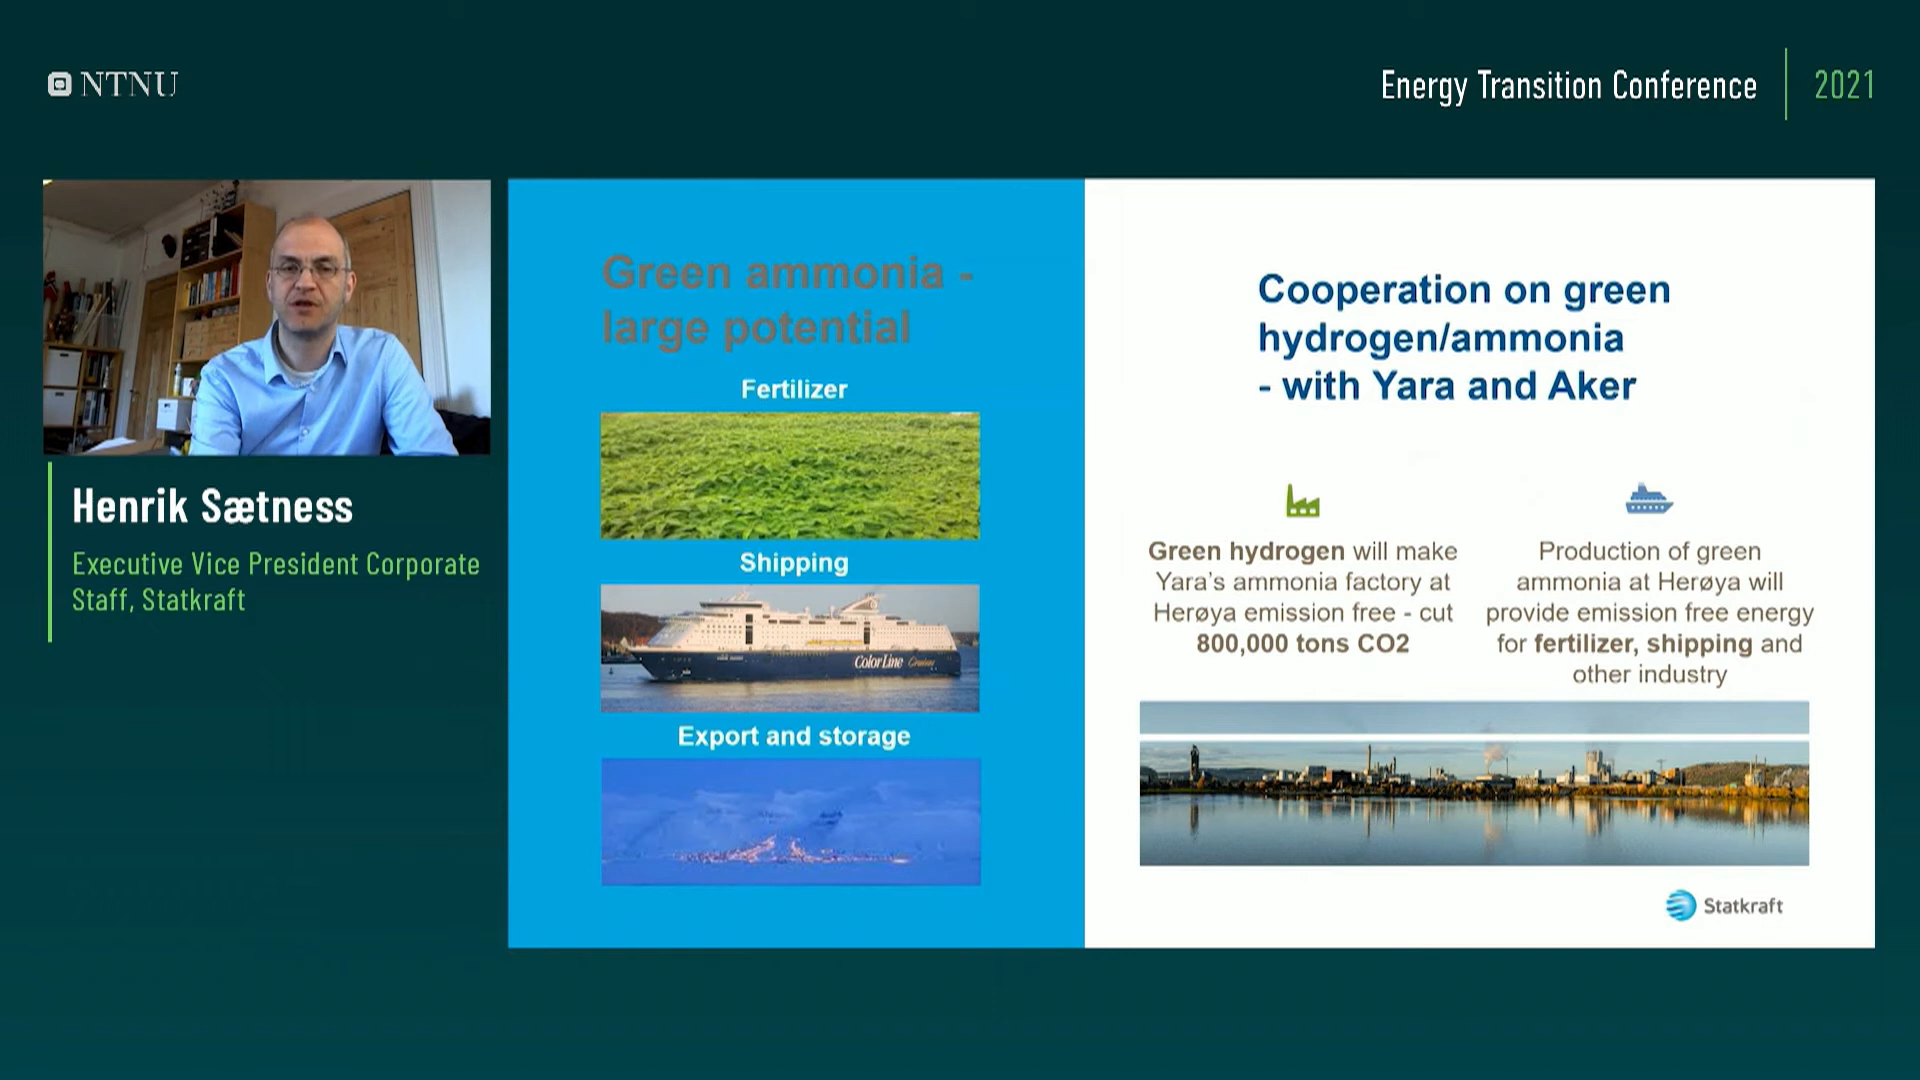 NTNU
Energy Transition Conference
2021
Henrik Sætness
Executive Vice President Corporate
Staff, Statkraft
Green ammonia -
large potential
Fertilizer
Shipping
Color Line
Export and storage
Cooperation on green
hydrogen/ammonia
- with Yara and Aker
Green hydrogen will make
Yara's ammonia factory at
Herøya emission free - cut
800,000 tons CO2
Production of green
ammonia at Herøya will
provide emission free energy
for fertilizer, shipping and
other industry
Statkraft